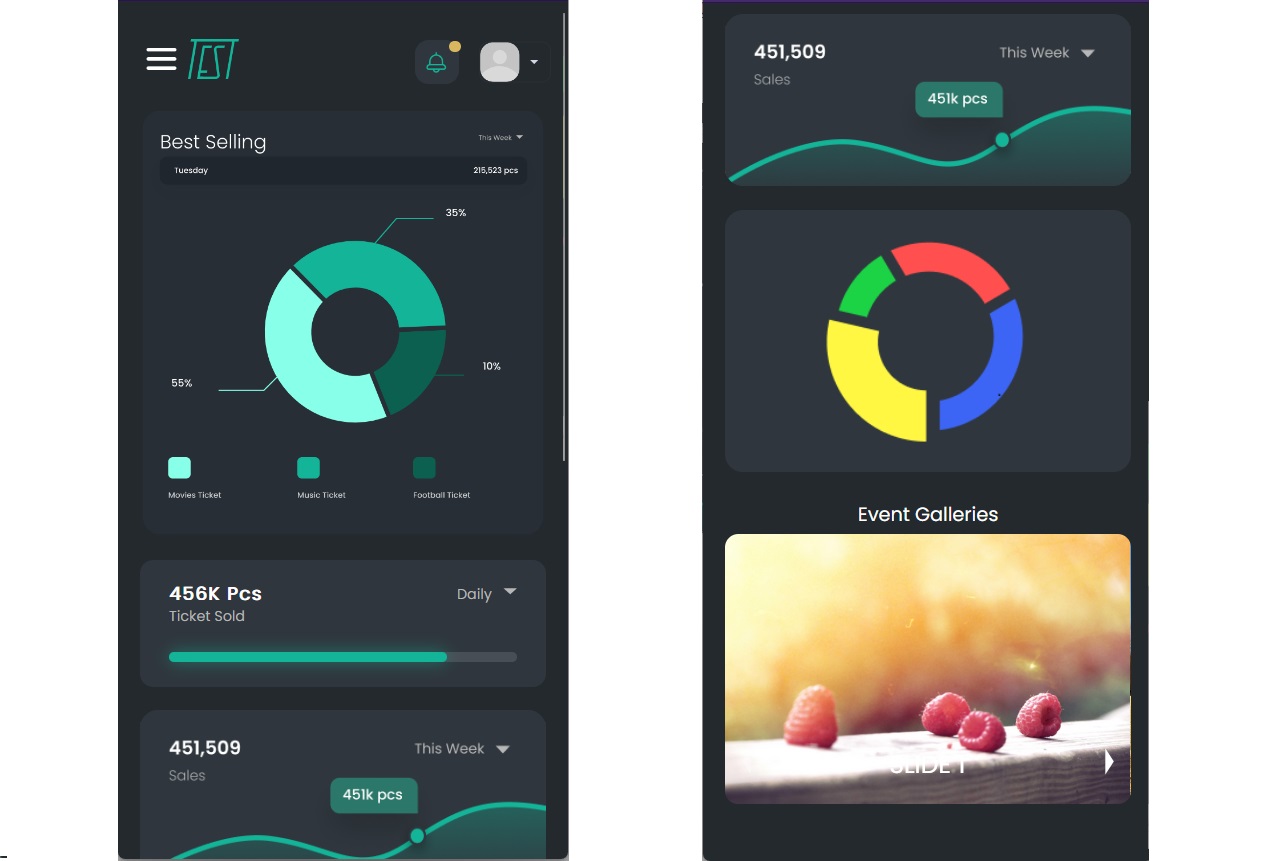 TEST
Best Selling
This Week
Tuesday
215,523 pcs
35%
10%
55%
Movies Ticket
Music Ticket
Football Ticket
456K Pcs
Daily
Ticket Sold
451,509
This Week
Sales
451k pcs
451,509
This Week
Sales
451k pcs
Event Galleries
SLIDE 1